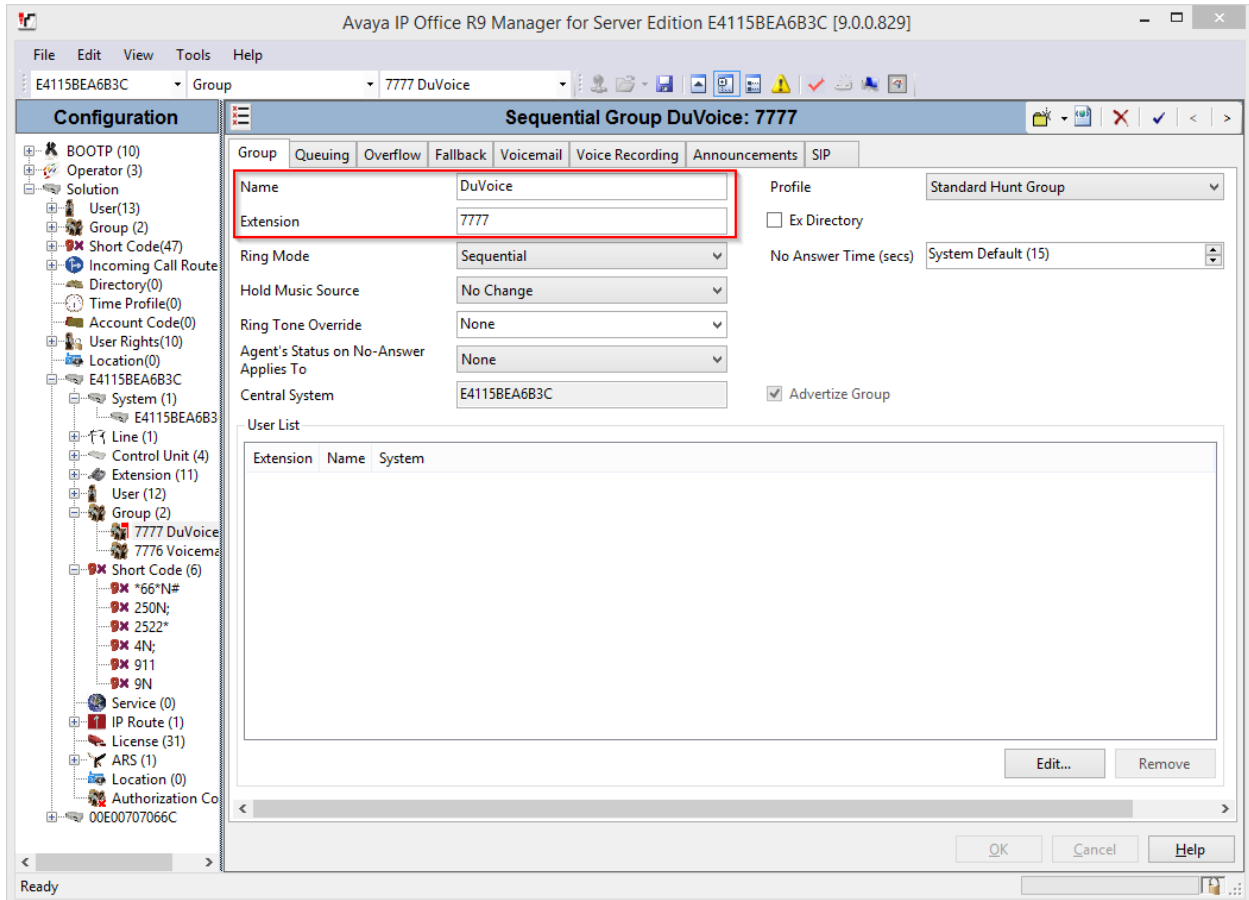 Avaya IP Office R9 Manager for Server Edition E4115BEA6B3C [9.0.0.829]
File Edit View Tools Help
E4115BEA6B3C Group 7777 DuVoice
Configuration
BOOTP (10)
Operator (3)
Solution
User(13)
Group (2)
Short Code(47)
Incoming Call Route
Directory(0)
Time Profile(0)
Account Code(0)
User Rights(10)
Location(0)
E4115BEA6B3C
System (1)
E4115BEA6B3
Line (1)
Control Unit (4)
Extension (11)
User (12)
Group (2)
7777 DuVoice
7776 Voicema
Short Code (6)
*66*N#
250N;
2522*
4N;
911
9N
Service (0)
IP Route (1)
License (31)
ARS (1)
Location (0)
Authorization Co
00E00707066C
Sequential Group DuVoice: 7777
Group Queuing Overflow Fallback Voicemail Voice Recording Announcements SIP
Name DuVoice Profile Standard Hunt Group
Extension 7777 Ex Directory
Ring Mode Sequential No Answer Time (secs) System Default (15)
Hold Music Source No Change
Ring Tone Override None
Agent's Status on No-Answer
Applies To None
Central System E4115BEA6B3C Advertize Group
User List
Extension Name System
Edit... Remove
OK Cancel Help
Ready